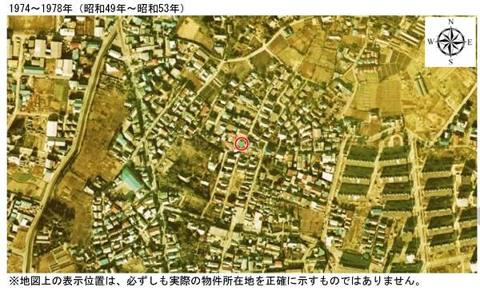 1974～1978年（昭和49年～昭和53年）
N
W E
S
※地図上の表示位置は、必ずしも実際の物件所在地を正確に示すものではありません。